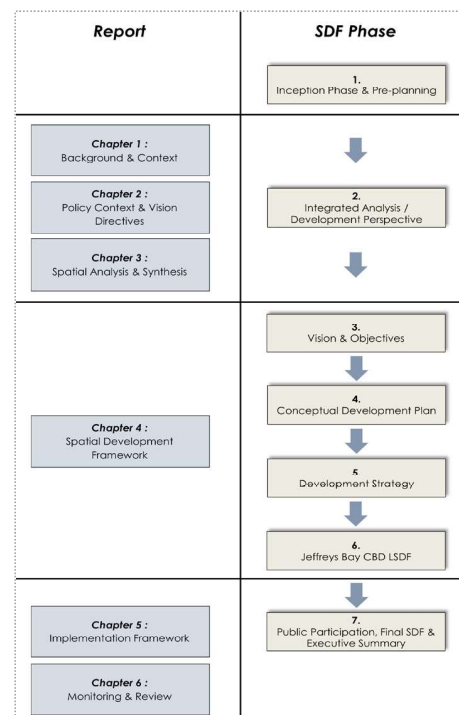 Report
SDF Phase
1.
Inception Phase & Pre-planning
Chapter 1 :
Background & Context
Chapter 2 :
Policy Context & Vision
Directives
Chapter 3 :
Spatial Analysis & Synthesis
2.
Integrated Analysis /
Development Perspective
Chapter 4 :
Spatial Development
Framework
3.
Vision & Objectives
4.
Conceptual Development Plan
5.
Development Strategy
6.
Jeffreys Bay CBD LSDF
Chapter 5 :
Implementation Framework
Chapter 6 :
Monitoring & Review
7.
Public Participation, Final SDF &
Executive Summary